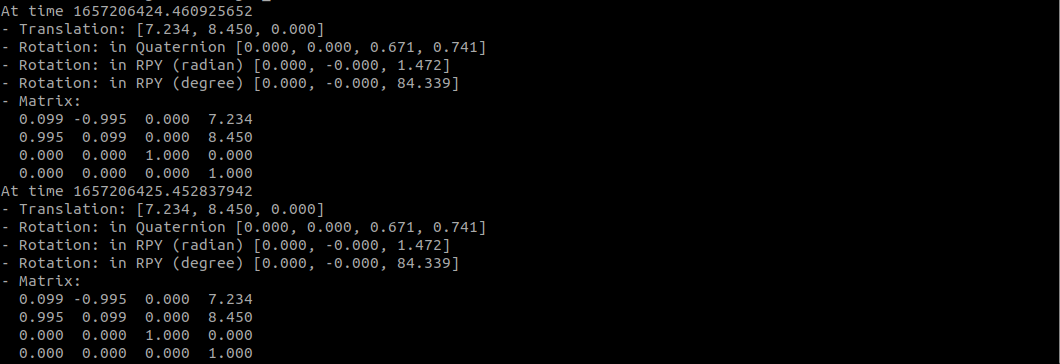 At time 1657206424.460925652
- Translation: [7.234, 8.450, 0.000]
- Rotation: in Quaternion [0.000, 0.000, 0.671, 0.741]
- Rotation: in RPY (radian) [0.000, -0.000, 1.472]
- Rotation: in RPY (degree) [0.000, -0.000, 84.339]
- Matrix:
  0.099 -0.995  0.000  7.234
  0.995  0.099  0.000  8.450
  0.000  0.000  1.000  0.000
  0.000  0.000  0.000  1.000
At time 1657206425.452837942
- Translation: [7.234, 8.450, 0.000]
- Rotation: in Quaternion [0.000, 0.000, 0.671, 0.741]
- Rotation: in RPY (radian) [0.000, -0.000, 1.472]
- Rotation: in RPY (degree) [0.000, -0.000, 84.339]
- Matrix:
  0.099 -0.995  0.000  7.234
  0.995  0.099  0.000  8.450
  0.000  0.000  1.000  0.000
  0.000  0.000  0.000  1.000